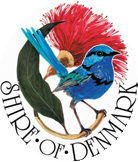 SHIRE · OF · DENMARK